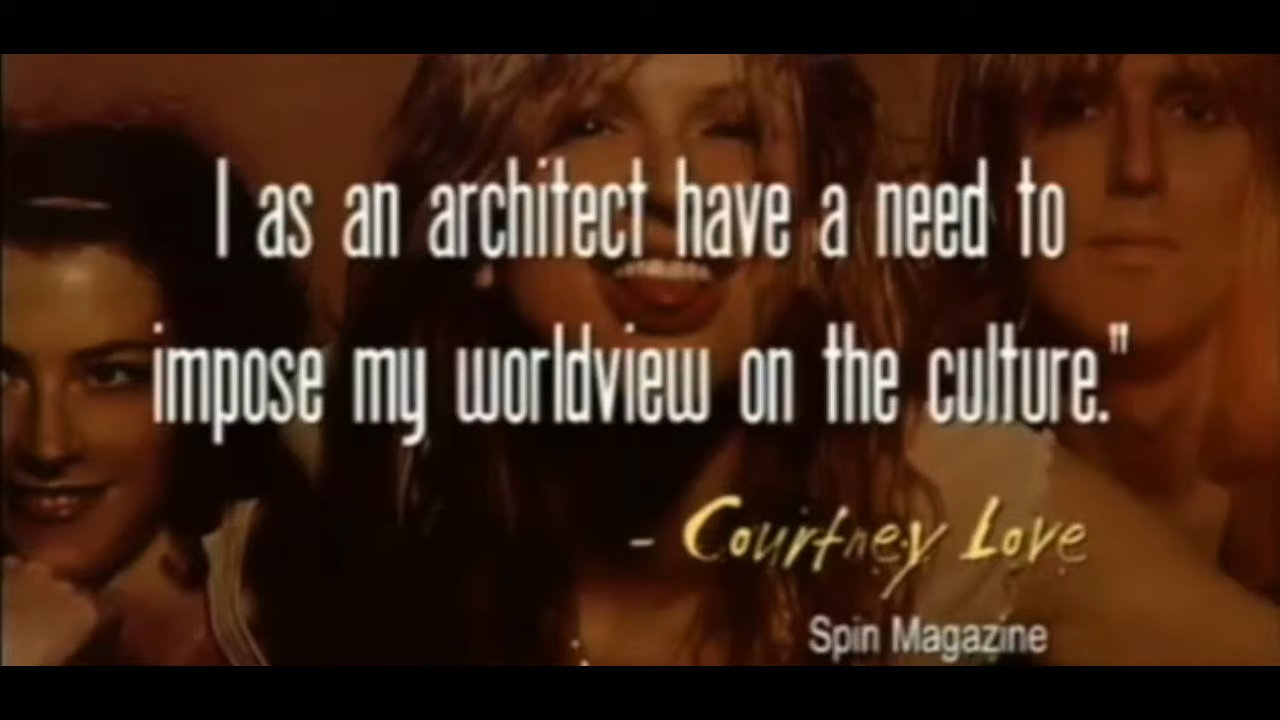 I as an architect have a need to
impose my worldview on the culture."
- Courtney Love
Spin Magazine